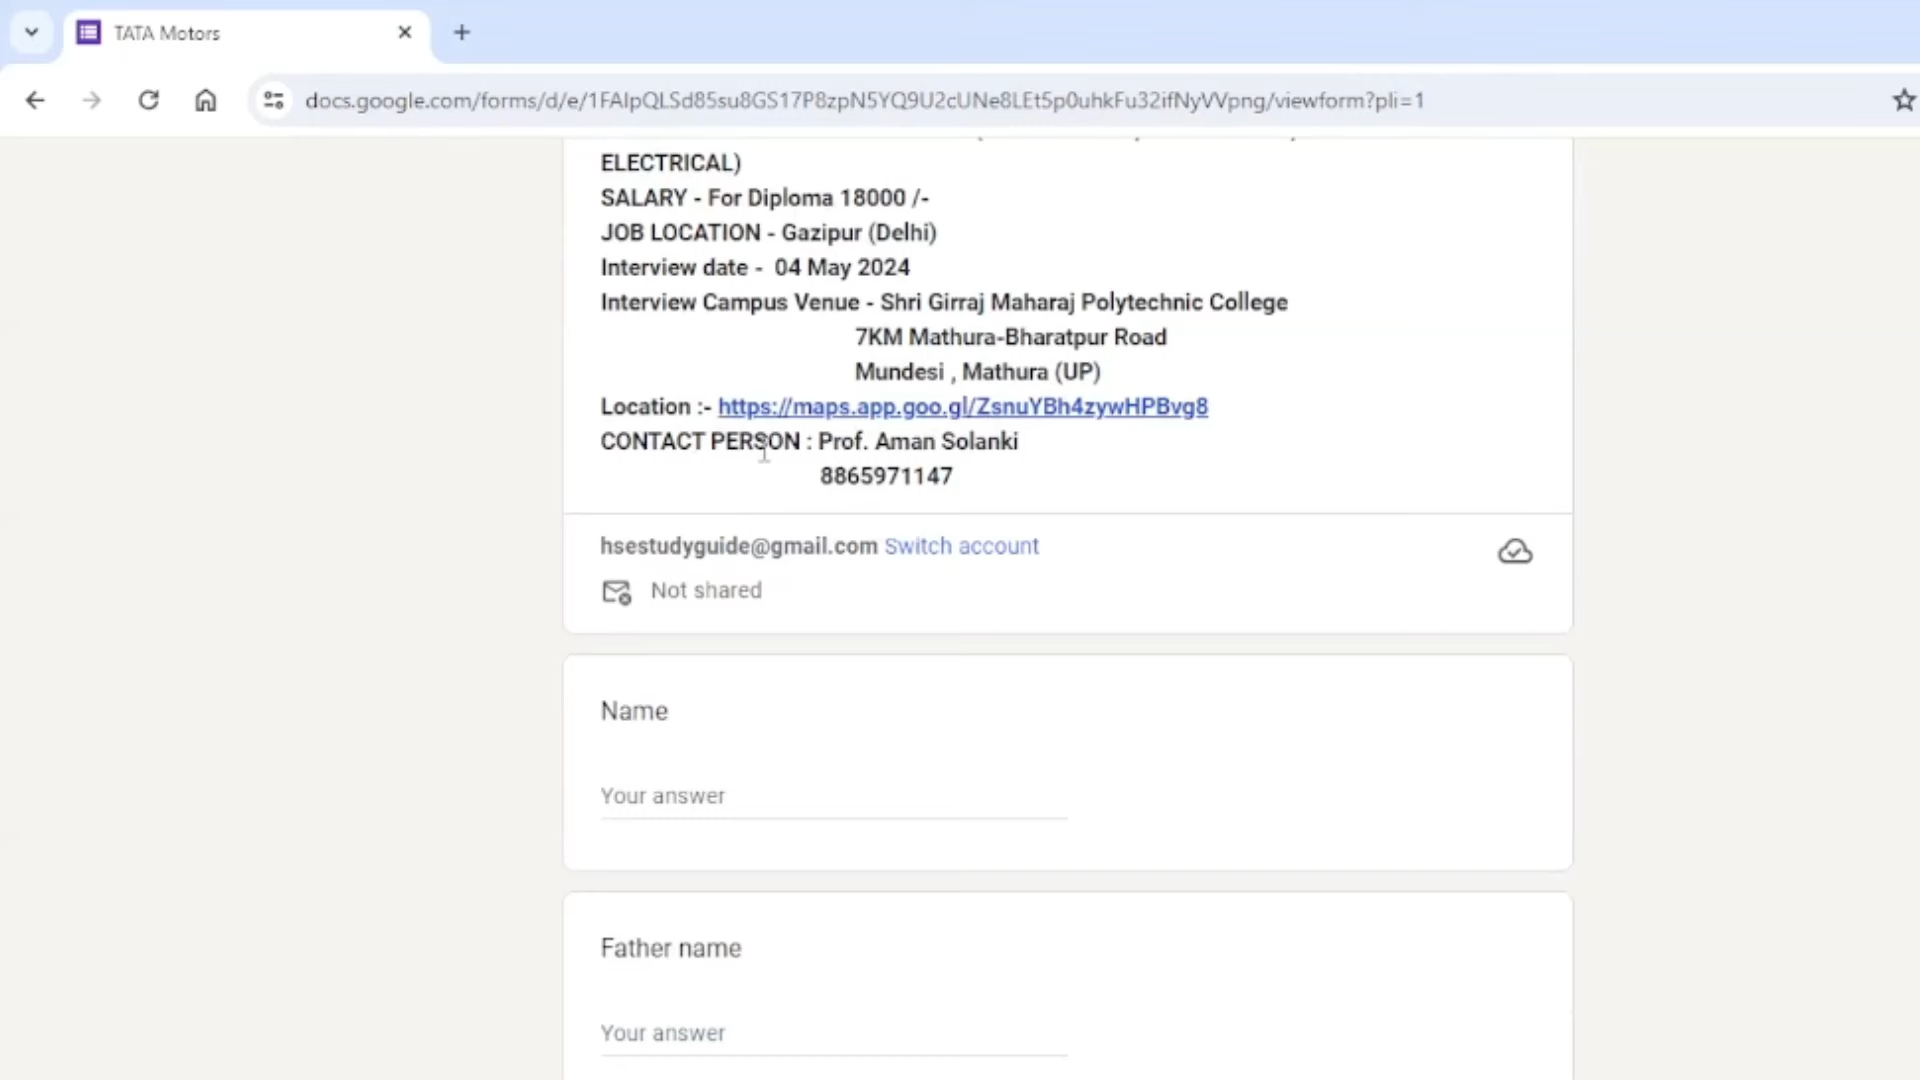 TATA Motors
docs.google.com/forms/d/e/1FAIpQLSd85su8GS17P8zpN5YQ9U2cUNe8LEt5p0uhkFu32ifNyVVpng/viewform?pli=1
ELECTRICAL)
SALARY - For Diploma 18000 /-
JOB LOCATION - Gazipur (Delhi)
Interview date - 04 May 2024
Interview Campus Venue - Shri Girraj Maharaj Polytechnic College
7KM Mathura-Bharatpur Road
Mundesi , Mathura (UP)
Location :- https://maps.app.goo.gl/ZsnuYBh4zywHPBvg8
CONTACT PERSON : Prof. Aman Solanki
8865971147
hsestudyguide@gmail.com Switch account
Not shared
Name
Your answer
Father name
Your answer